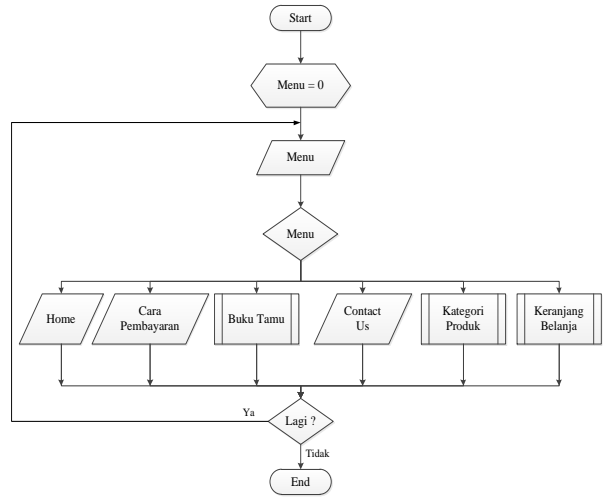 Start
Menu = 0
Menu
Menu
Home
Cara
Pembayaran
Buku Tamu
Contact
Us
Kategori
Produk
Keranjang
Belanja
Ya
Lagi ?
Tidak
End